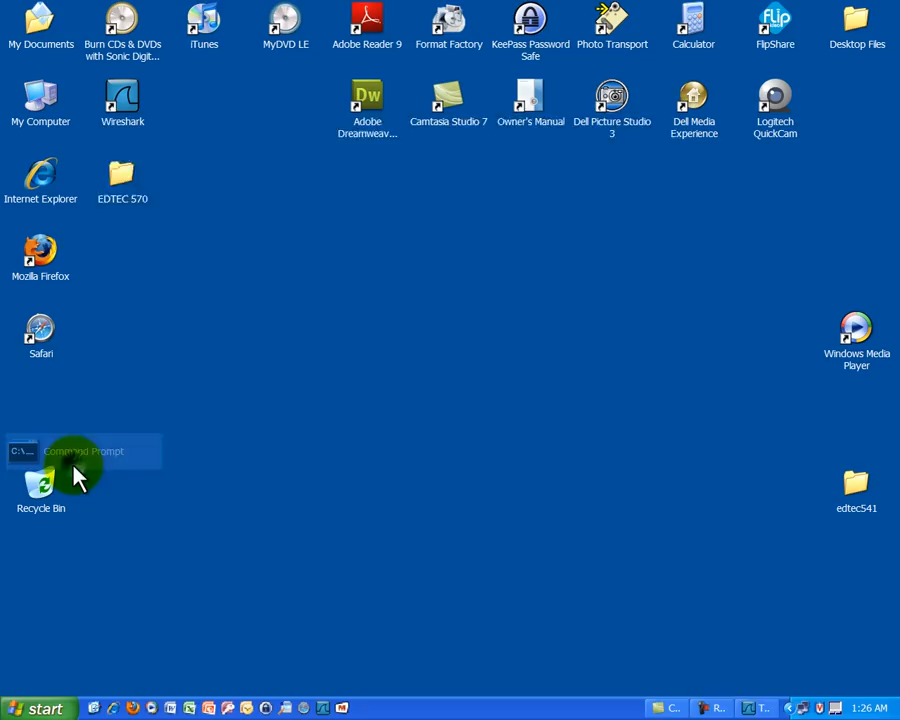 My Documents
Burn CDs & DVDs
with Sonic Digit...
iTunes
MyDVD LE
Adobe Reader 9
Format Factory
KeePass Password
Safe
Photo Transport
Calculator
FlipShare
Desktop Files
My Computer
Wireshark
Dw
Adobe
Dreamweav...
Camtasia Studio 7
Owner's Manual
Dell Picture Studio
3
Dell Media
Experience
Logitech
QuickCam
Internet Explorer
EDTEC 570
Mozilla Firefox
Safari
Windows Media
Player
C:\...
Command Prompt
Recycle Bin
edtec541
start
C..
R..
T..
1:26 AM